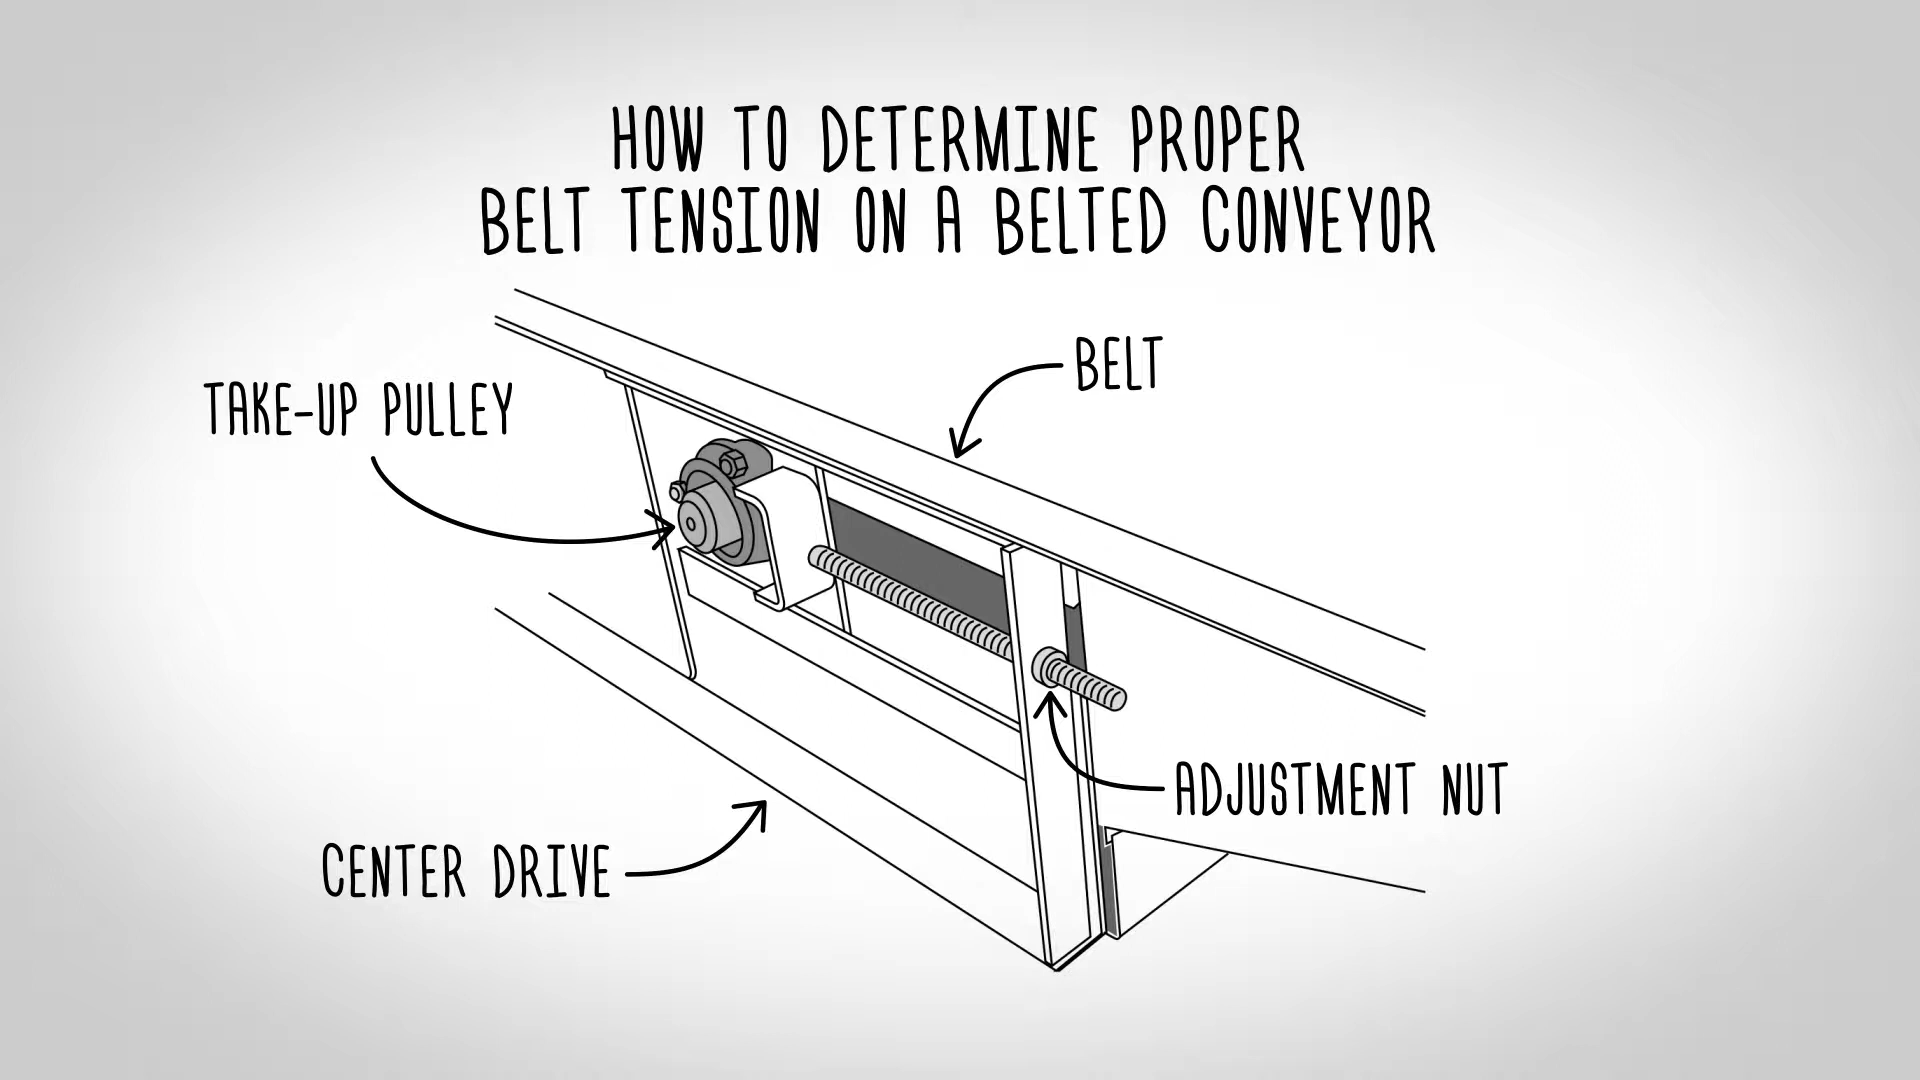 HOW TO DETERMINE PROPER
BELT TENSION ON A BELTED CONVEYOR
BELT
TAKE-UP PULLEY
ADJUSTMENT NUT
CENTER DRIVE